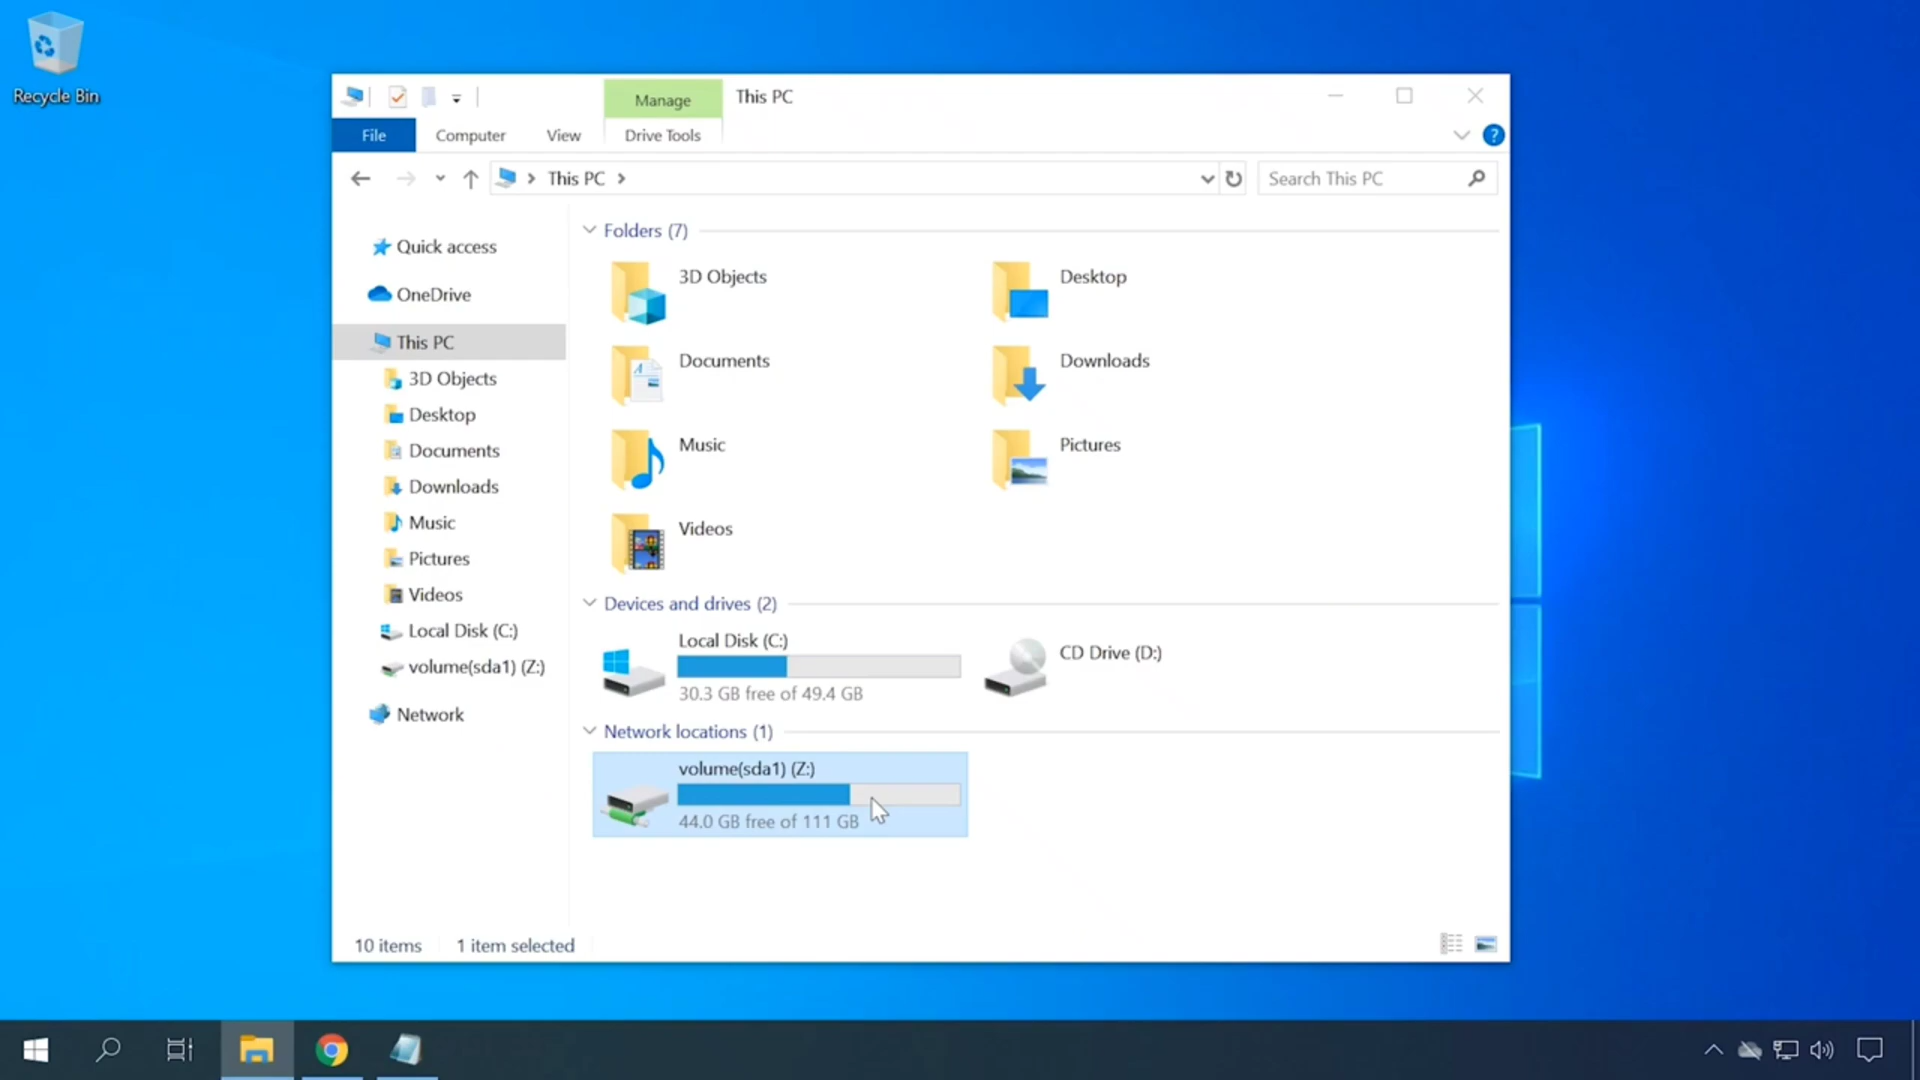 Recycle Bin
Manage
This PC
File
Computer
View
Drive Tools
?
This PC
Search This PC
Quick access
OneDrive
This PC
3D Objects
Desktop
Documents
Downloads
Music
Pictures
Videos
Local Disk (C:)
volume(sda1) (Z:)
Network
Folders (7)
3D Objects
Desktop
Documents
Downloads
Music
Pictures
Videos
Devices and drives (2)
Local Disk (C:)
30.3 GB free of 49.4 GB
CD Drive (D:)
Network locations (1)
volume(sda1) (Z:)
44.0 GB free of 111 GB
10 items
1 item selected